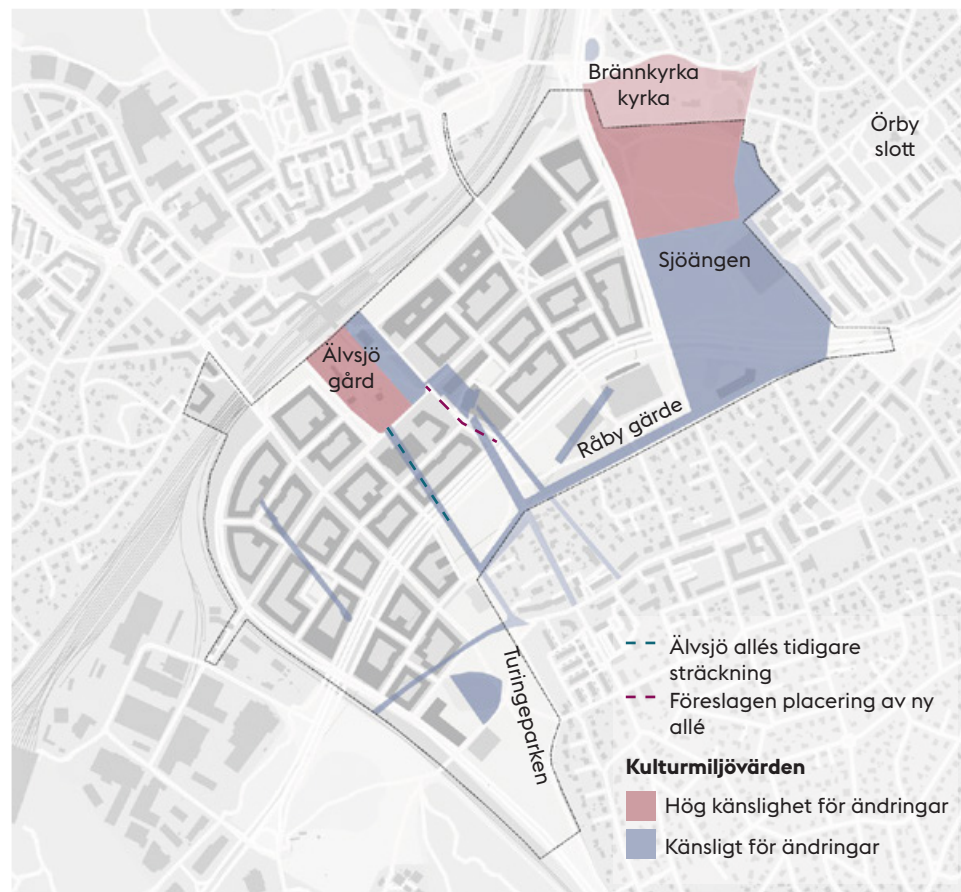 Brännkyrka
kyrka
Örby
slott
Sjöängen
Älvsjö
gård
Råby gärde
Turingeparken
Älvsjö allés tidigare
sträckning
Föreslagen placering av ny
allé
Kulturmiljövärden
Hög känslighet för ändringar
Känsligt för ändringar